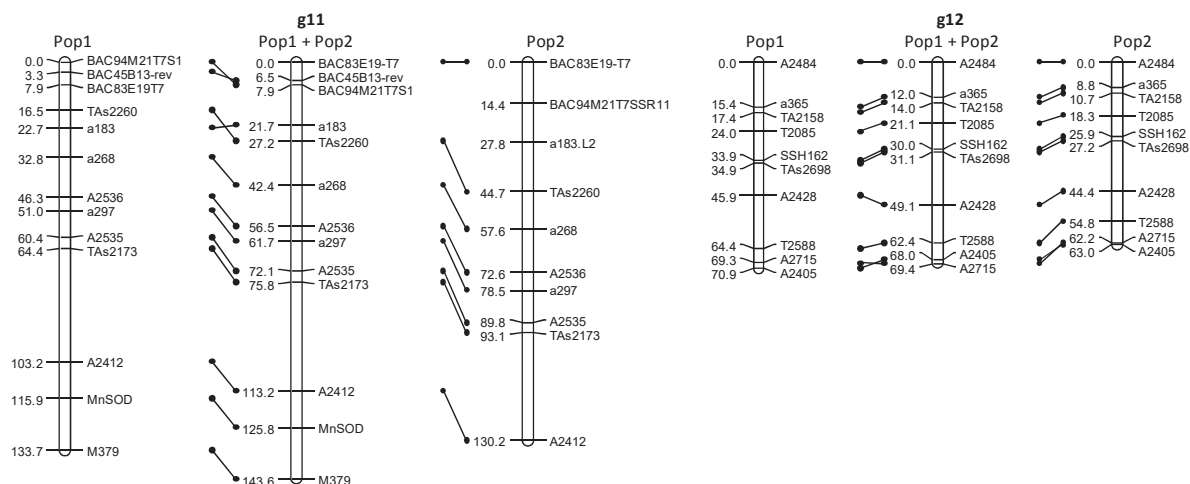 g11
Pop1
0.0 BAC94M21T7S1
3.3 BAC45B13-rev
7.9 BAC83E19T7
16.5 TAs2260
22.7 a183
32.8 a268
46.3 A2536
51.0 a297
60.4 A2535
64.4 TAs2173
103.2 A2412
115.9 MnSOD
133.7 M379
Pop1 + Pop2
0.0 BAC83E19-T7
6.5 BAC45B13-rev
7.9 BAC94M21T7S1
21.7 a183
27.2 TAs2260
42.4 a268
56.5 A2536
61.7 a297
72.1 A2535
75.8 TAs2173
113.2 A2412
125.8 MnSOD
143.6 M379
Pop2
0.0 BAC83E19-T7
14.4 BAC94M21T7SSR11
27.8 a183.L2
44.7 TAs2260
57.6 a268
72.6 A2536
78.5 a297
89.8 A2535
93.1 TAs2173
130.2 A2412
g12
Pop1
0.0 A2484
15.4 a365
17.4 TA2158
24.0 T2085
33.9 SSH162
34.9 TAs2698
45.9 A2428
64.4 T2588
69.3 A2715
70.9 A2405
Pop1 + Pop2
0.0 A2484
12.0 a365
14.0 TA2158
21.1 T2085
30.0 SSH162
31.1 TAs2698
49.1 A2428
62.4 T2588
68.0 A2405
69.4 A2715
Pop2
0.0 A2484
8.8 a365
10.7 TA2158
18.3 T2085
25.9 SSH162
27.2 TAs2698
44.4 A2428
54.8 T2588
62.2 A2715
63.0 A2405